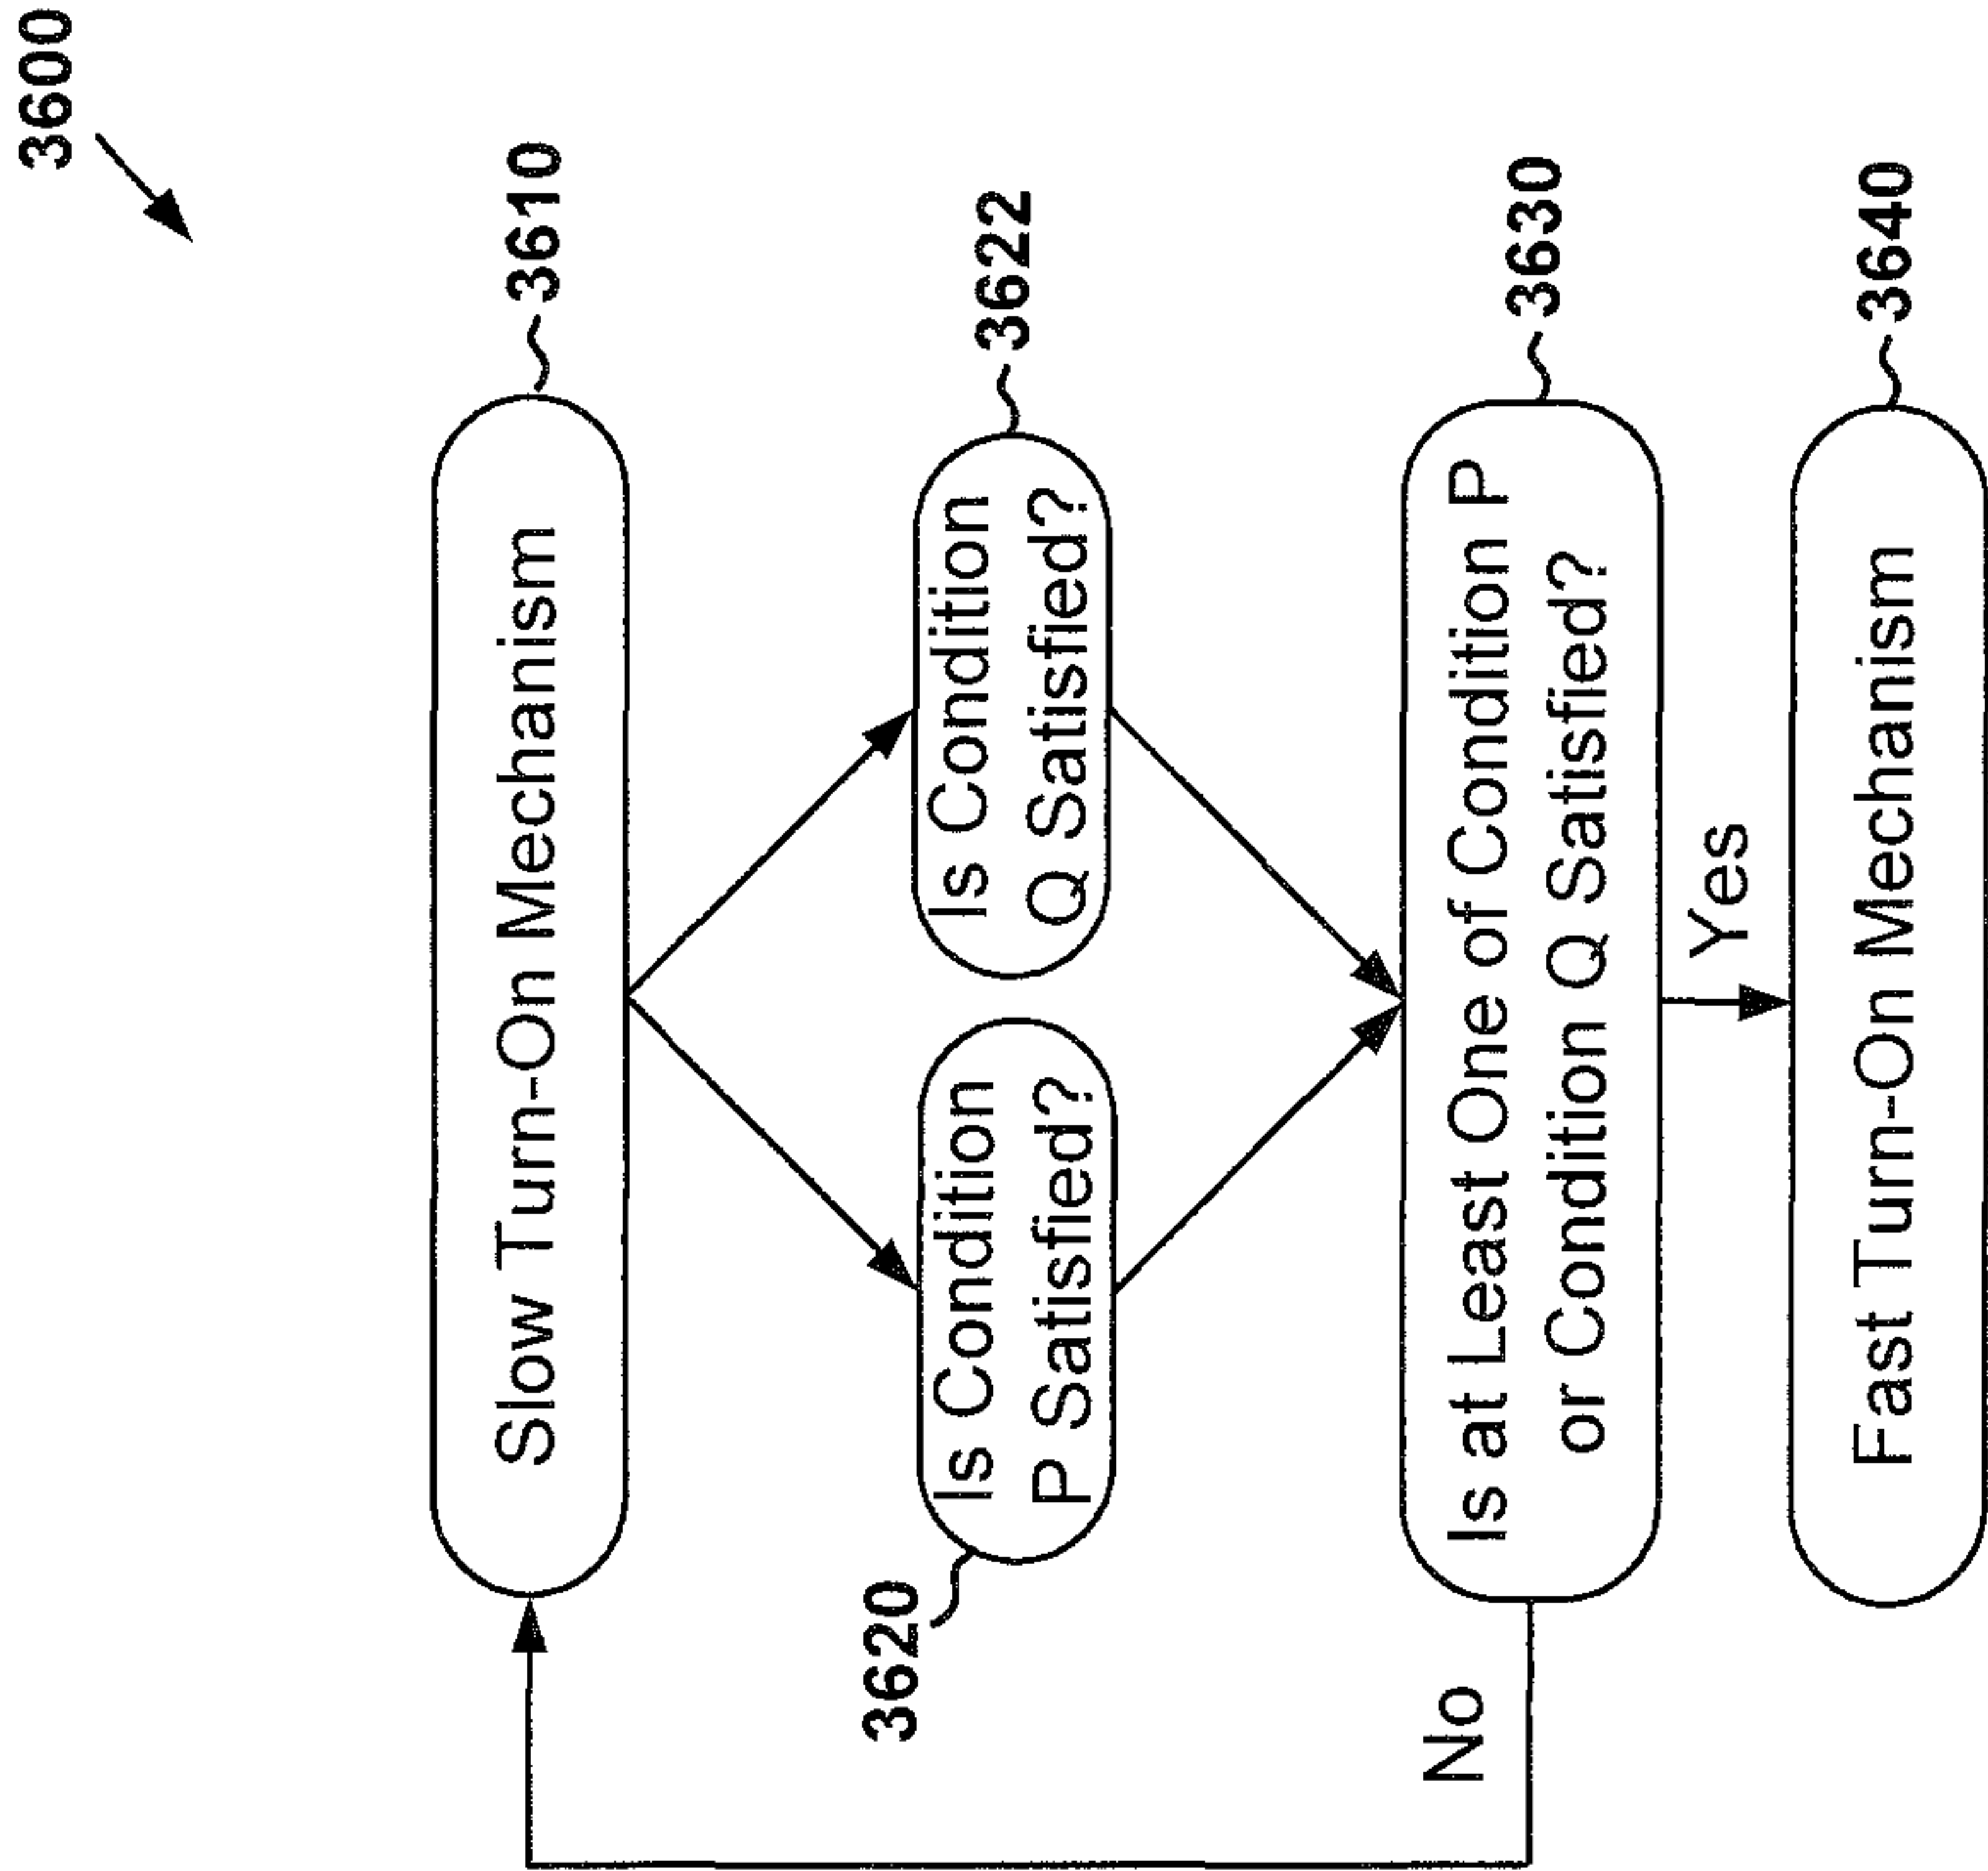 3600
Slow Turn-On Mechanism
3610
3620
Is Condition
P Satisfied?
Is Condition
Q Satisfied?
3622
Is at Least One of Condition P
or Condition Q Satisfied?
3630
No
Yes
Fast Turn-On Mechanism
3640